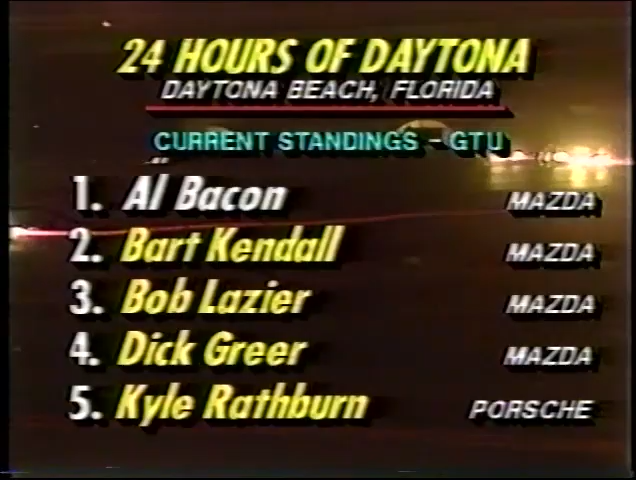 24 HOURS OF DAYTONA
DAYTONA BEACH, FLORIDA
CURRENT STANDINGS - GTU
1. Al Bacon MAZDA
2. Bart Kendall MAZDA
3. Bob Lazier MAZDA
4. Dick Greer MAZDA
5. Kyle Rathburn PORSCHE